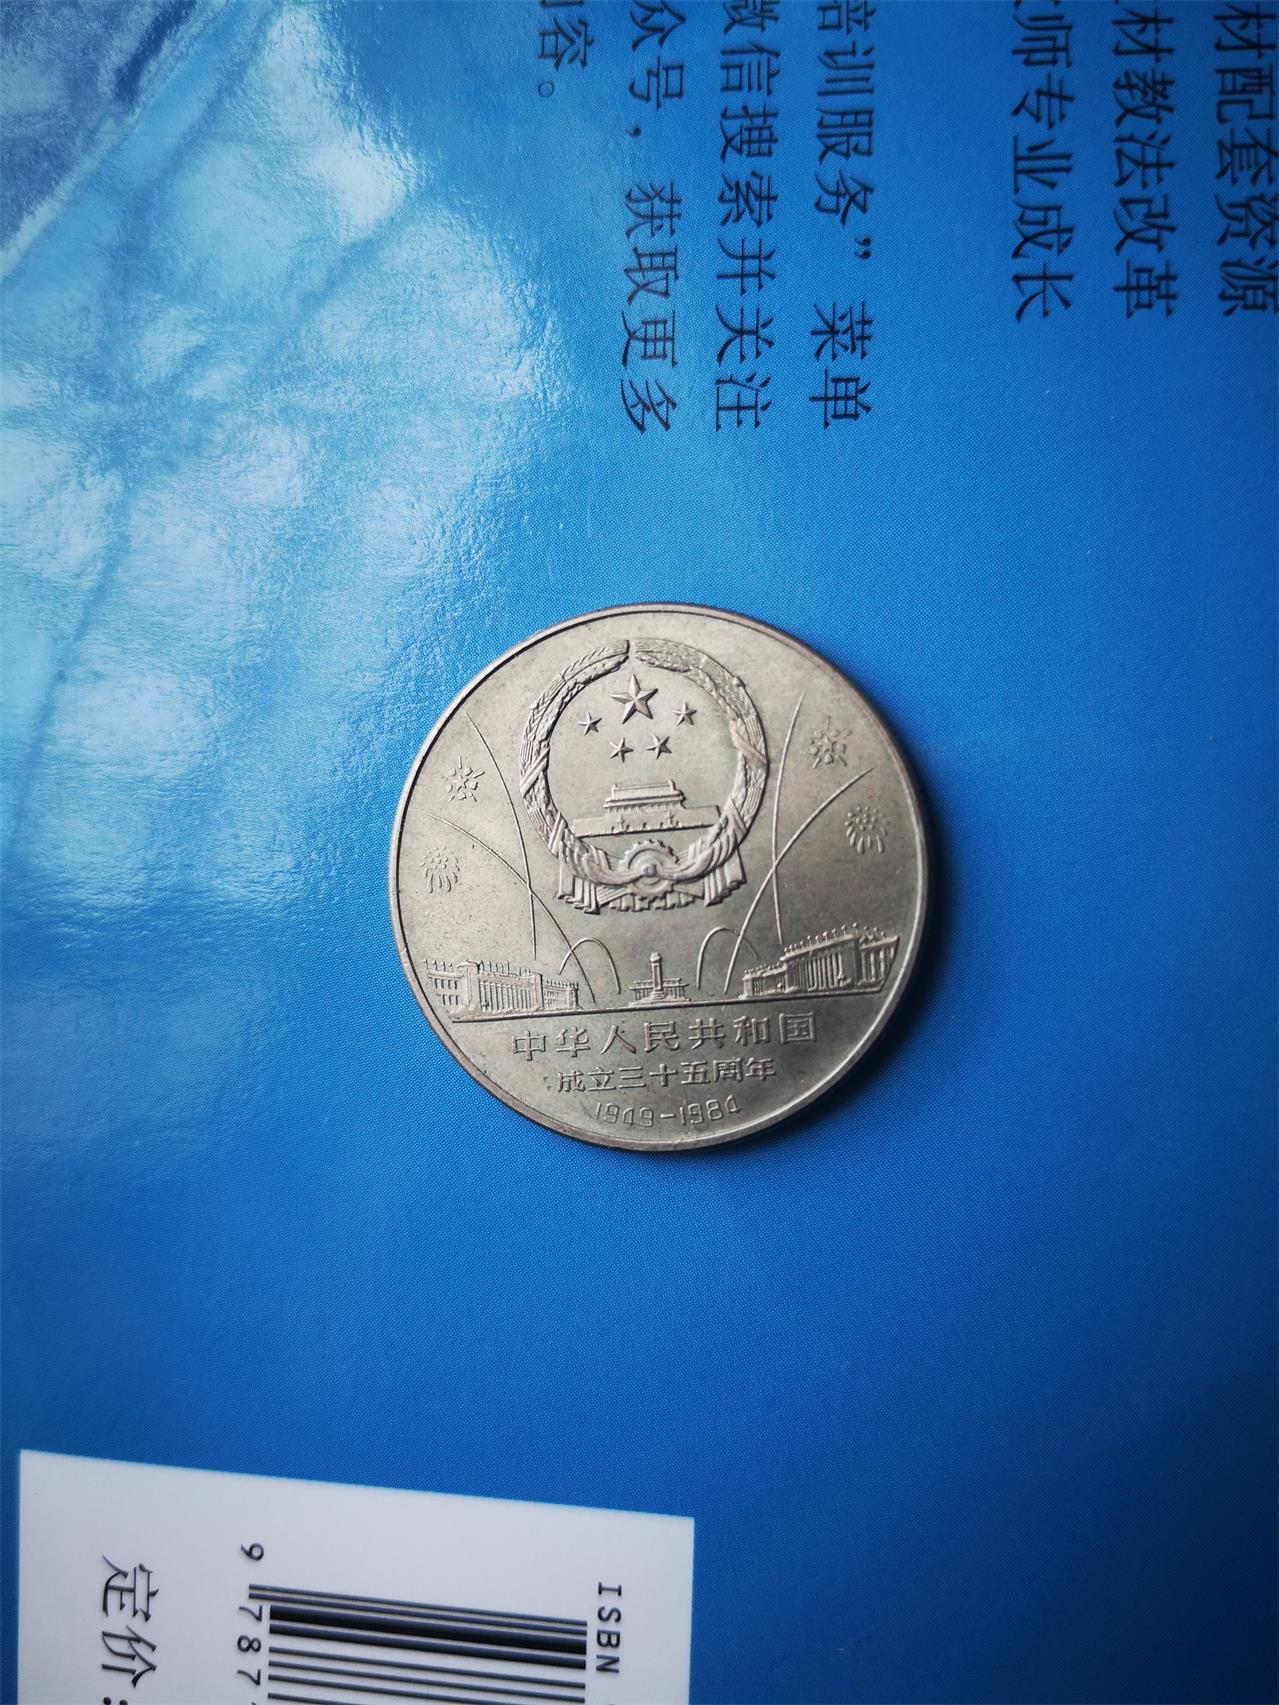 材配套资源
材教法改革
师专业成长
培训服务”菜单
微信搜索并关注
众号，获取更多
容。
中华人民共和国
成立三十五周年
1949-1984
ISBN
9 787
定价：